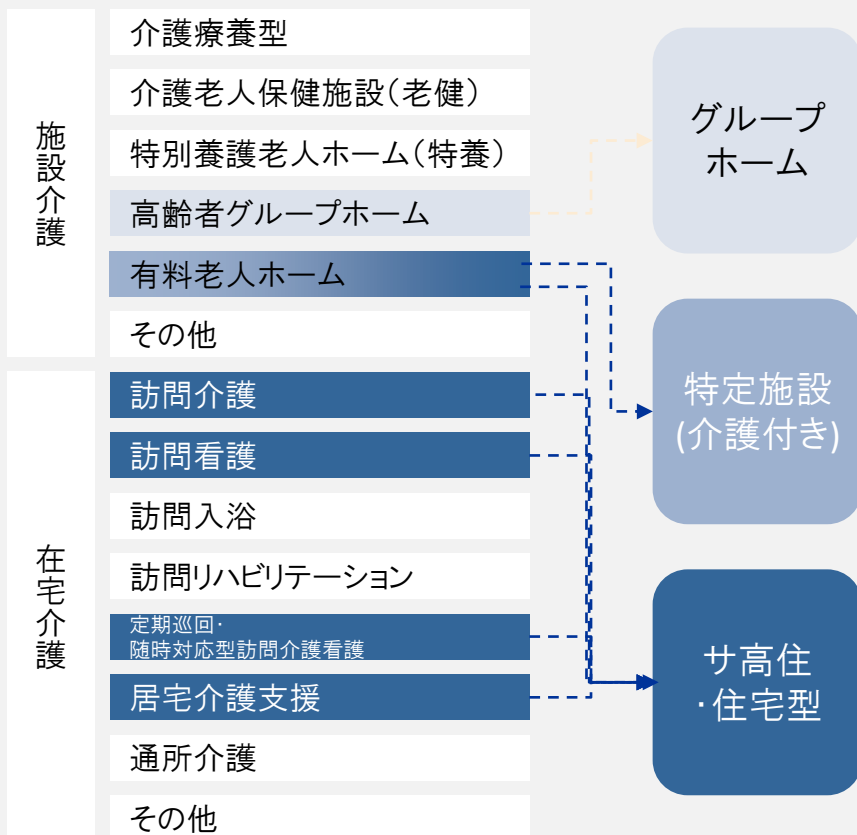 施設介護
介護療養型
介護老人保健施設(老健)
特別養護老人ホーム(特養)
高齢者グループホーム
有料老人ホーム
その他
在宅介護
訪問介護
訪問看護
訪問入浴
訪問リハビリテーション
定期巡回・
随時対応型訪問介護看護
居宅介護支援
通所介護
その他
グループ
ホーム
特定施設
(介護付き)
サ高住
・住宅型